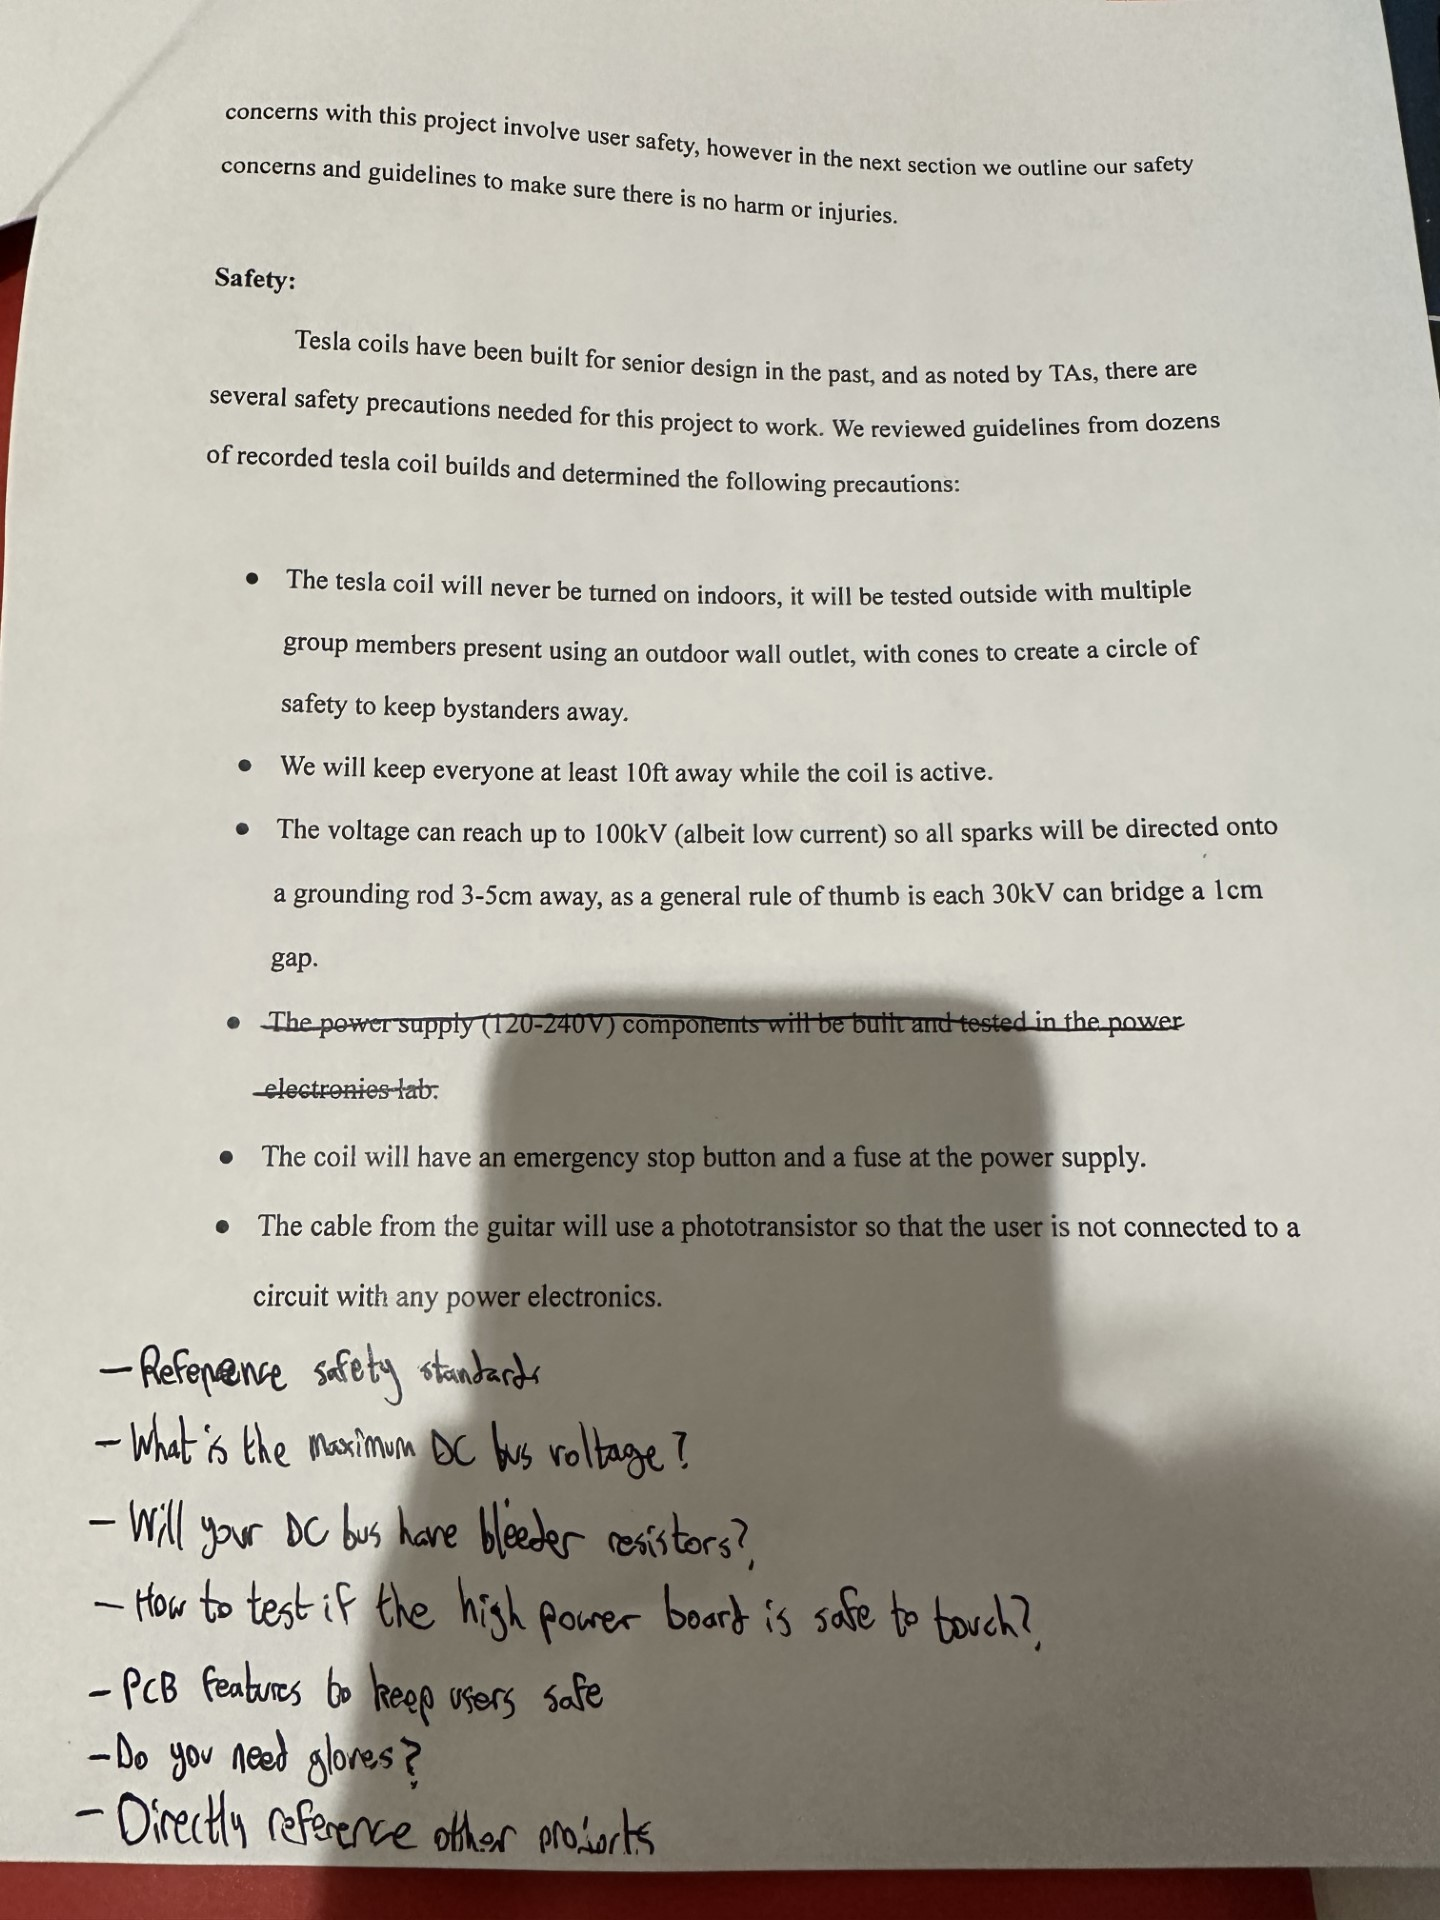 concerns with this project involve user safety, however in the next section we outline our safety
concerns and guidelines to make sure there is no harm or injuries.
Safety:
Tesla coils have been built for senior design in the past, and as noted by TAs, there are
several safety precautions needed for this project to work. We reviewed guidelines from dozens
of recorded tesla coil builds and determined the following precautions:
● The tesla coil will never be turned on indoors, it will be tested outside with multiple
group members present using an outdoor wall outlet, with cones to create a circle of
safety to keep bystanders away.
● We will keep everyone at least 10ft away while the coil is active.
● The voltage can reach up to 100kV (albeit low current) so all sparks will be directed onto
a grounding rod 3-5cm away, as a general rule of thumb is each 30kV can bridge a 1cm
gap.
● The power supply (120-240V) components will be built and tested in the power
electronics lab.
● The coil will have an emergency stop button and a fuse at the power supply.
● The cable from the guitar will use a phototransistor so that the user is not connected to a
circuit with any power electronics.
- Reference safety standards
- What is the maximum DC bus voltage?
- Will your DC bus have bleeder resistors?
- How to test if the high power board is safe to touch?
- PCB features to keep users safe
- Do you need gloves?
- Directly reference other projects